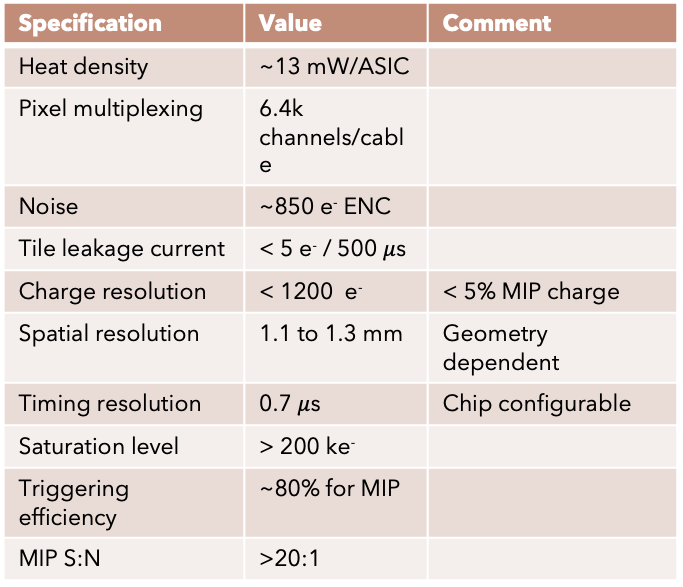 Specification Value Comment
Heat density ~13 mW/ASIC
Pixel multiplexing 6.4k
channels/cabl
e
Noise ~850 e⁻ ENC
Tile leakage current < 5 e⁻ / 500 𝜇s
Charge resolution < 1200 e⁻ < 5% MIP charge
Spatial resolution 1.1 to 1.3 mm Geometry
dependent
Timing resolution 0.7 𝜇s Chip configurable
Saturation level > 200 ke⁻
Triggering ~80% for MIP
efficiency
MIP S:N >20:1